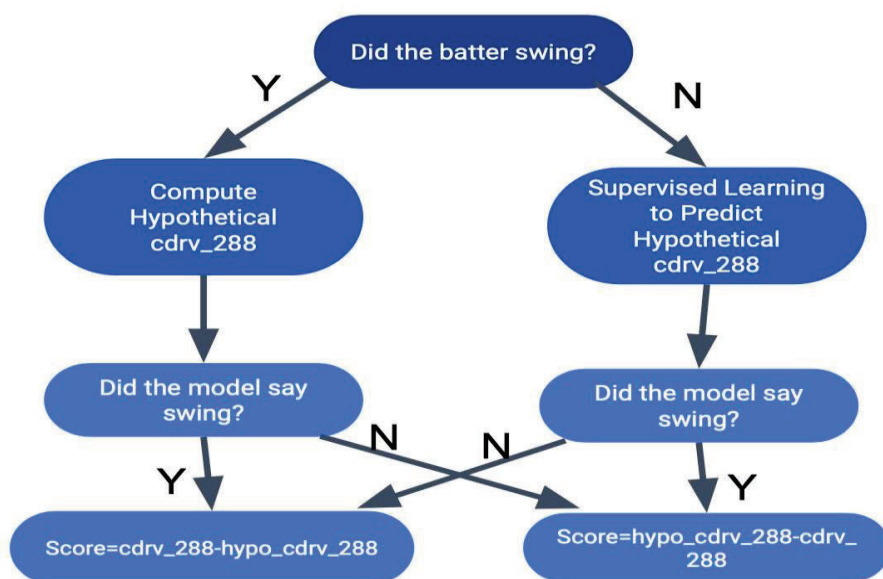 Did the batter swing?
Y
N
Compute
Hypothetical
cdrv_288
Supervised Learning
to Predict
Hypothetical
cdrv_288
Did the model say
swing?
Did the model say
swing?
N
N
Y
Y
Score=cdrv_288-hypo_cdrv_288
Score=hypo_cdrv_288-cdrv_
288